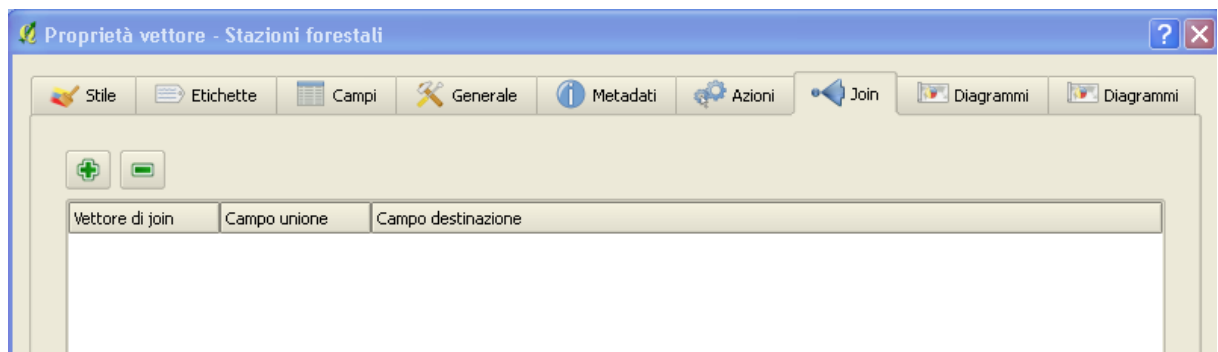 Proprietà vettore - Stazioni forestali
Stile Etichette Campi Generale Metadati Azioni Join Diagrammi Diagrammi
Vettore di join Campo unione Campo destinazione